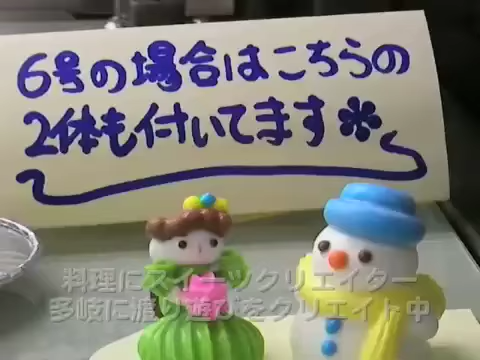 6号の場合はこちらの
2体も付いてます＊
料理にスイーツクリエイター
多岐に渡り遊びをクリエイト中